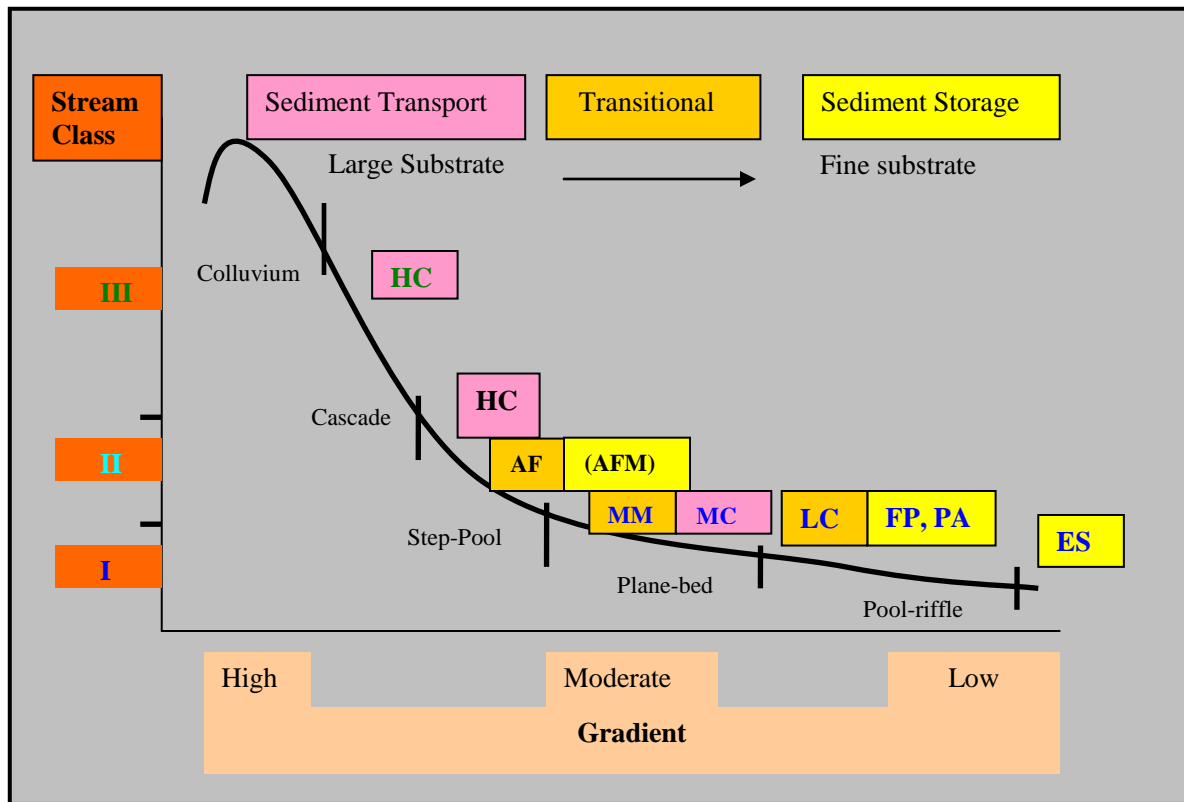 Stream
Class
Sediment Transport
Transitional
Sediment Storage
Large Substrate
Fine substrate
Colluvium
HC
III
Cascade
HC
II
AF
(AFM)
Step-Pool
MM
MC
LC
FP, PA
ES
I
Plane-bed
Pool-riffle
High
Moderate
Low
Gradient